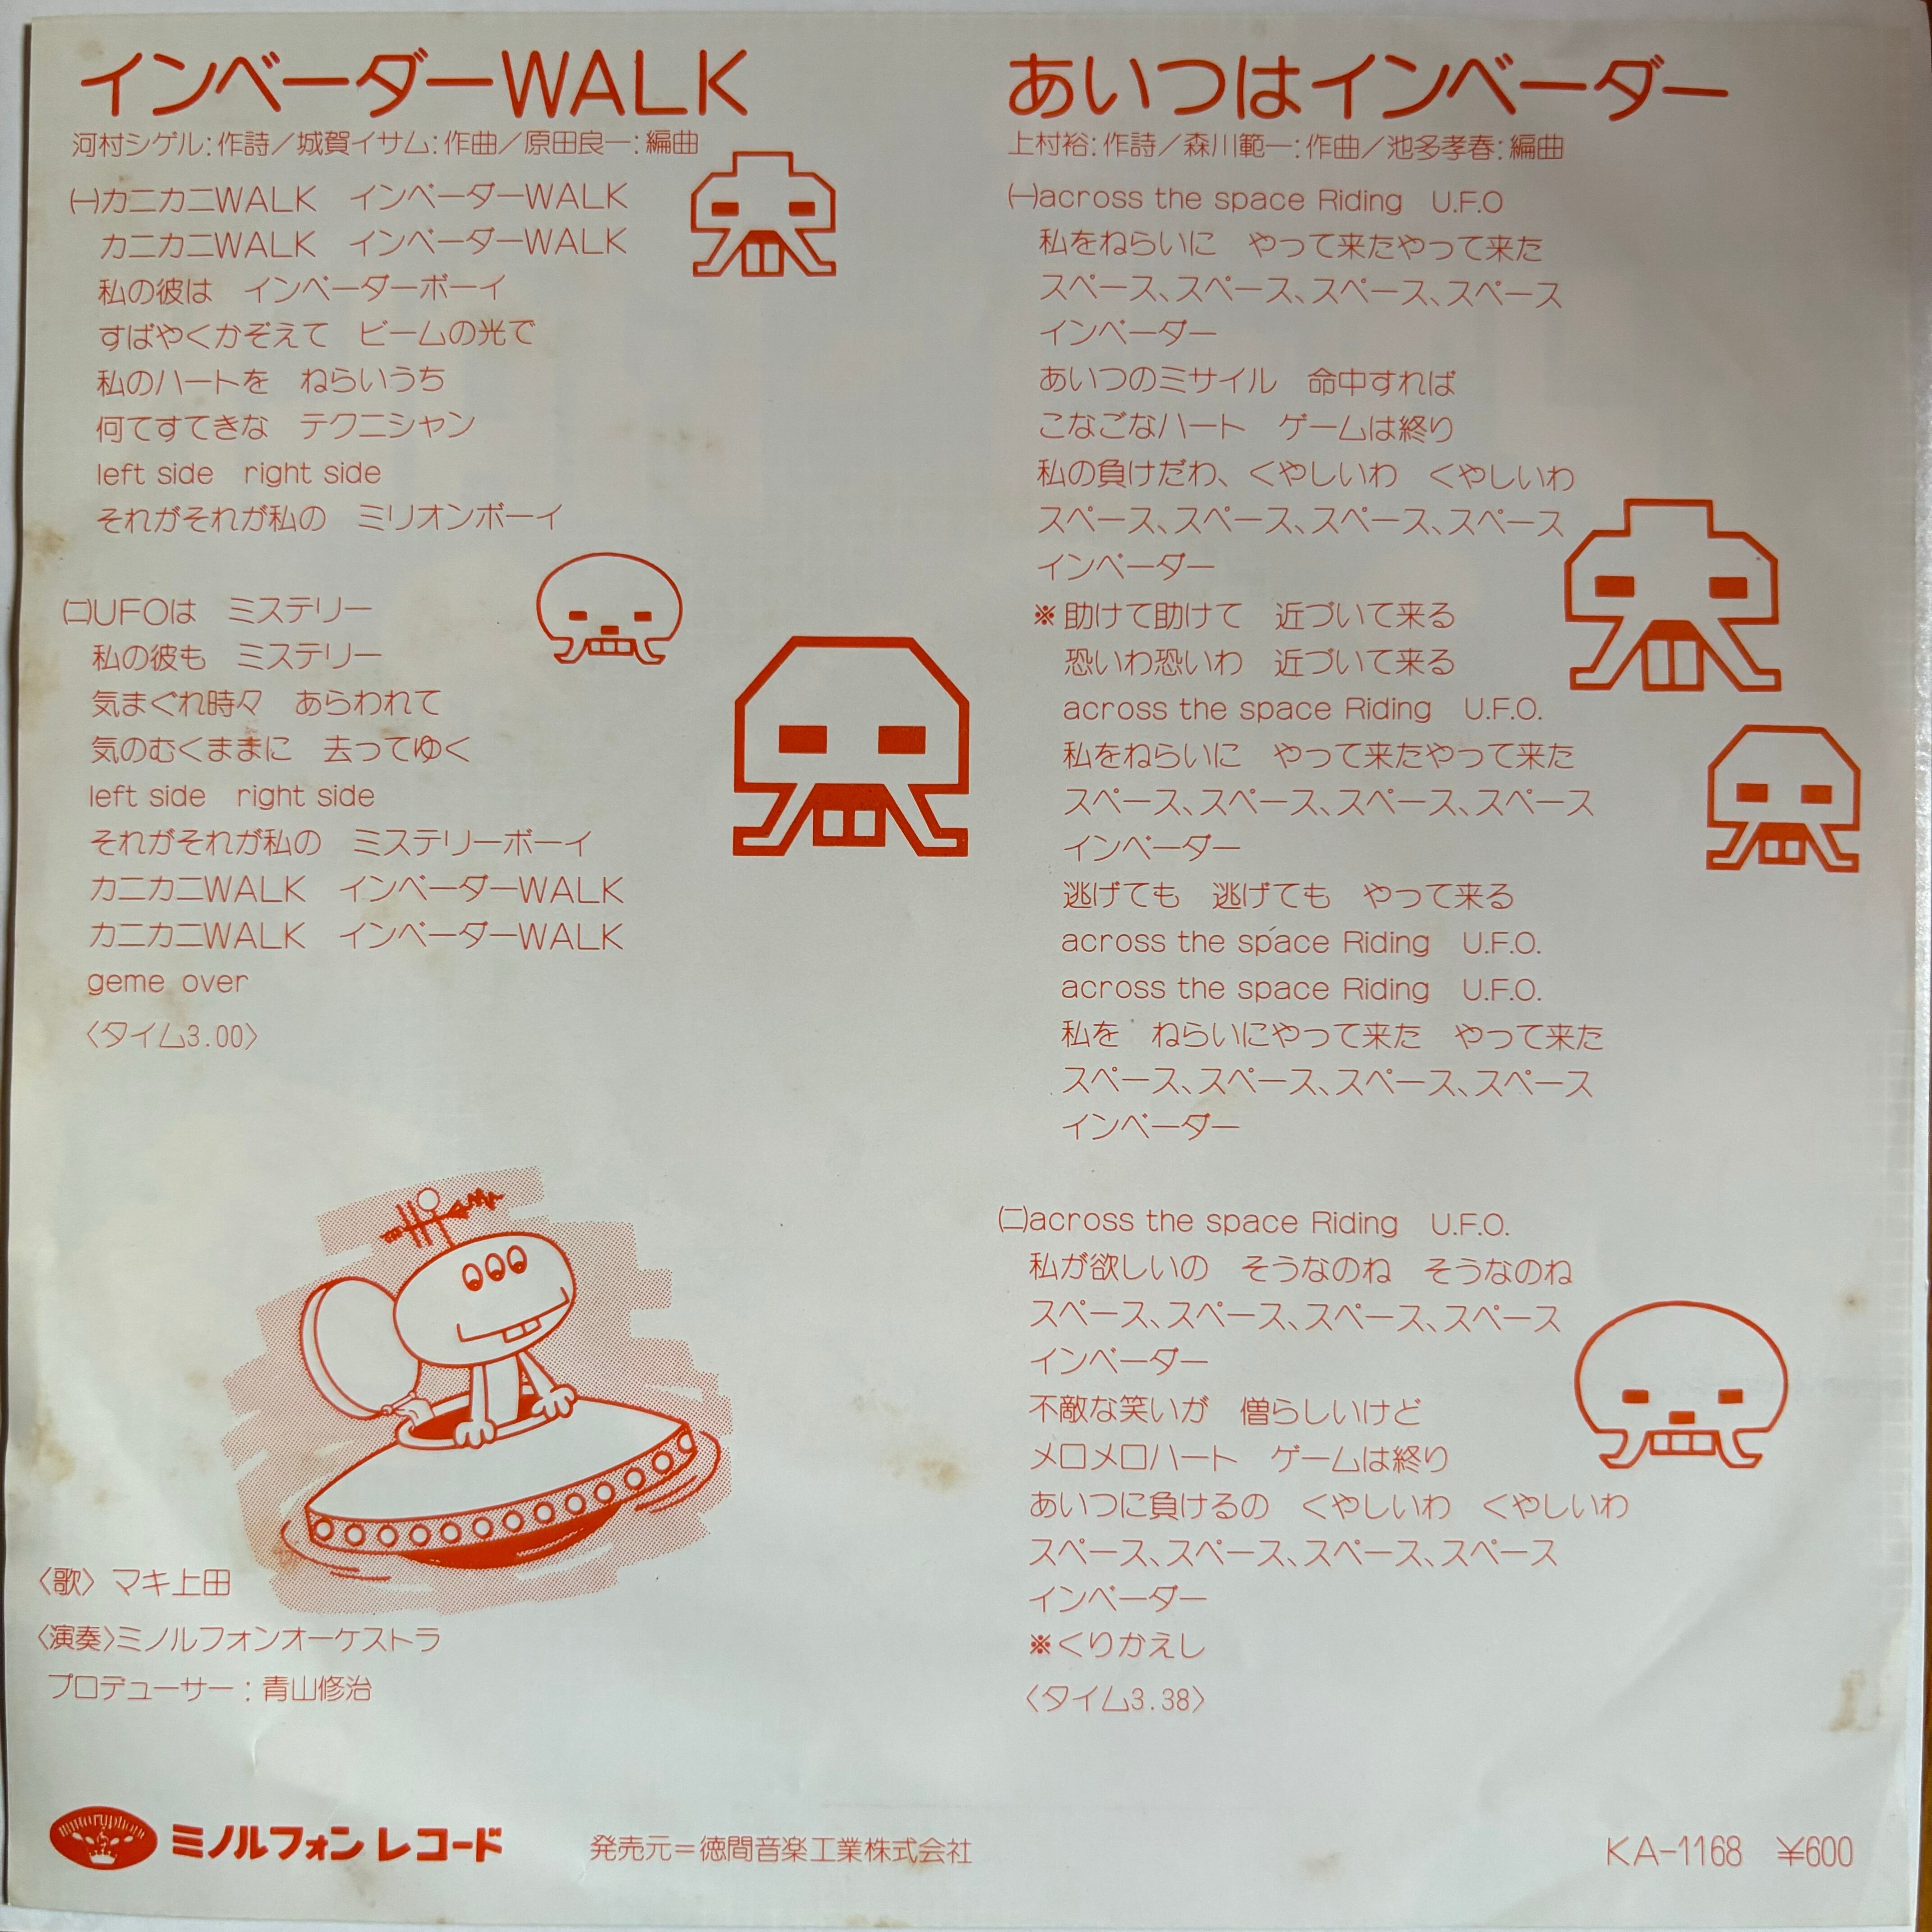 インベーダーWALK
河村シゲル:作詩／城賀イサム:作曲／原田良一:編曲
㈠カニカニWALK　インベーダーWALK
カニカニWALK　インベーダーWALK
私の彼は　インベーダーボーイ
すばやくかぞえて　ビームの光で
私のハートを　ねらいうち
何てすてきな　テクニシャン
left side　right side
それがそれが私の　ミリオンボーイ
㈡UFOは　ミステリー
私の彼も　ミステリー
気まぐれ時々　あらわれて
気のむくままに　去ってゆく
left side　right side
それがそれが私の　ミステリーボーイ
カニカニWALK　インベーダーWALK
カニカニWALK　インベーダーWALK
geme over
〈タイム3.00〉
〈歌〉マキ上田
〈演奏〉ミノルフォンオーケストラ
プロデューサー:青山修治
あいつはインベーダー
上村裕:作詩／森川範一:作曲／池多孝春:編曲
㈠across the space Riding　U.F.O
私をねらいに　やって来たやって来た
スペース、スペース、スペース、スペース
インベーダー
あいつのミサイル　命中すれば
こなごなハート　ゲームは終り
私の負けだわ、くやしいわ　くやしいわ
スペース、スペース、スペース、スペース
インベーダー
※助けて助けて　近づいて来る
恐いわ恐いわ　近づいて来る
across the space Riding　U.F.O.
私をねらいに　やって来たやって来た
スペース、スペース、スペース、スペース
インベーダー
逃げても　逃げても　やって来る
across the space Riding　U.F.O.
across the space Riding　U.F.O.
私を　ねらいにやって来た　やって来た
スペース、スペース、スペース、スペース
インベーダー
㈡across the space Riding　U.F.O.
私が欲しいの　そうなのね　そうなのね
スペース、スペース、スペース、スペース
インベーダー
不敵な笑いが　僧らしいけど
メロメロハート　ゲームは終り
あいつに負けるの　くやしいわ　くやしいわ
スペース、スペース、スペース、スペース
インベーダー
※くりかえし
〈タイム3.38〉
minoruphon
ミノルフォンレコード　発売元＝徳間音楽工業株式会社　KA-1168　¥600